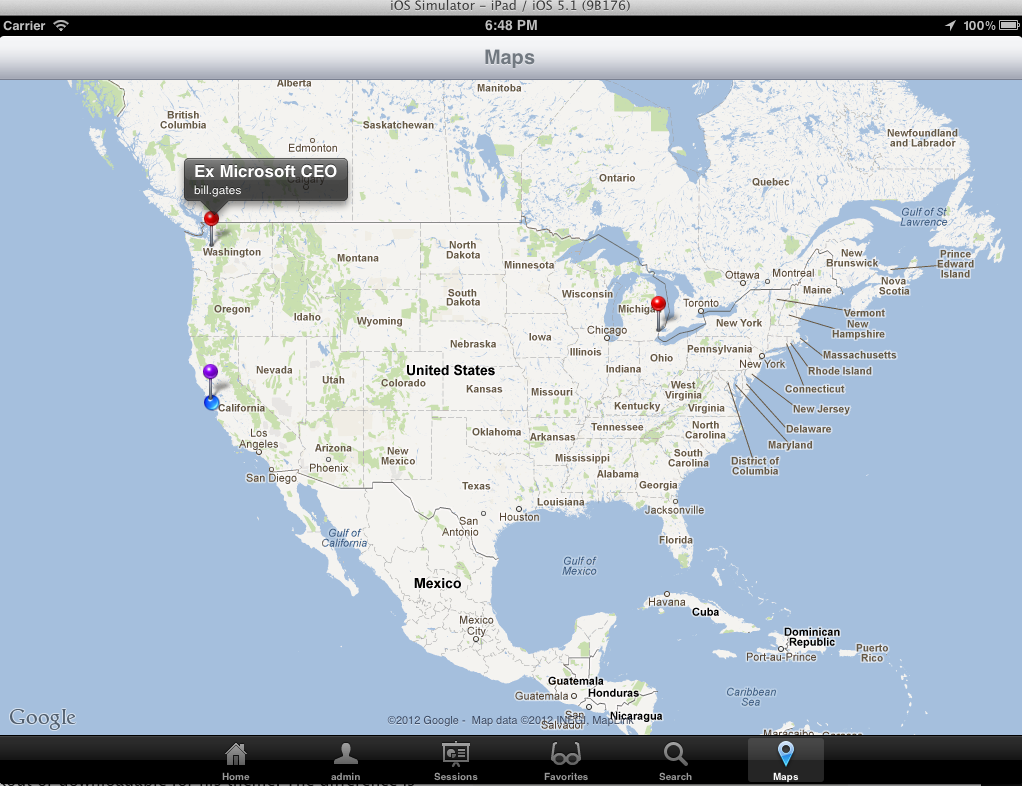 iOS Simulator – iPad / iOS 5.1 (9B176)
Carrier
6:48 PM
100%
Maps
Alberta
Manitoba
British
Columbia
Saskatchewan
Edmonton
Newfoundland
and Labrador
Ex Microsoft CEO
bill.gates
Calgary
Ontario
Quebec
Gulf of St
Lawrence
Washington
Montana
North
Dakota
Minnesota
Ottawa
Montreal
New
Brunswick
Prince
Edward
Island
Nova
Scotia
Maine
Oregon
Idaho
Wyoming
South
Dakota
Wisconsin
Michigan
Toronto
Vermont
New
Hampshire
New York
Chicago
Iowa
Nebraska
Illinois
Indiana
Ohio
Pennsylvania
New York
Massachusetts
Rhode Island
Connecticut
Nevada
Utah
Colorado
United States
Kansas
Missouri
West
Virginia
Kentucky
Virginia
New Jersey
Delaware
Maryland
District of
Columbia
California
Los
Angeles
San Diego
Arizona
Phoenix
New
Mexico
Oklahoma
Arkansas
Tennessee
North
Carolina
South
Carolina
Mississippi
Alabama
Georgia
Texas
Louisiana
Jacksonville
San
Antonio
Houston
Florida
Gulf of
California
Gulf of
Mexico
Mexico
Havana
Cuba
Mexico
City
Dominican
Republic
Port-au-Prince
Puerto
Rico
Guatemala
Guatemala
Honduras
San
Salvador
Nicaragua
Caribbean
Sea
Maracaibo
Caracas
Google
©2012 Google - Map data ©2012 INEGI, MapLink
Home
admin
Sessions
Favorites
Search
Maps